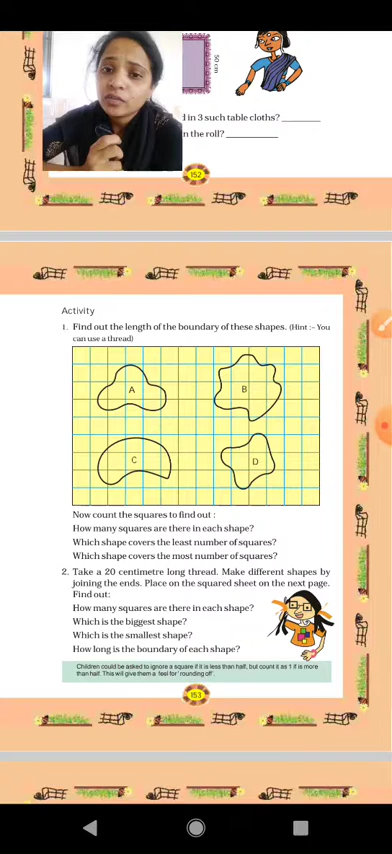 50 cm
d in 3 such table cloths? ________
n the roll? ____________
152
Activity
1. Find out the length of the boundary of these shapes. (Hint :- You
can use a thread)
A
B
C
D
Now count the squares to find out :
How many squares are there in each shape?
Which shape covers the least number of squares?
Which shape covers the most number of squares?
2. Take a 20 centimetre long thread. Make different shapes by
joining the ends. Place on the squared sheet on the next page.
Find out:
How many squares are there in each shape?
Which is the biggest shape?
Which is the smallest shape?
How long is the boundary of each shape?
Children could be asked to ignore a square if it is less than half, but count it as 1 if it is more
than half. This will give them a feel for 'rounding off'.
153